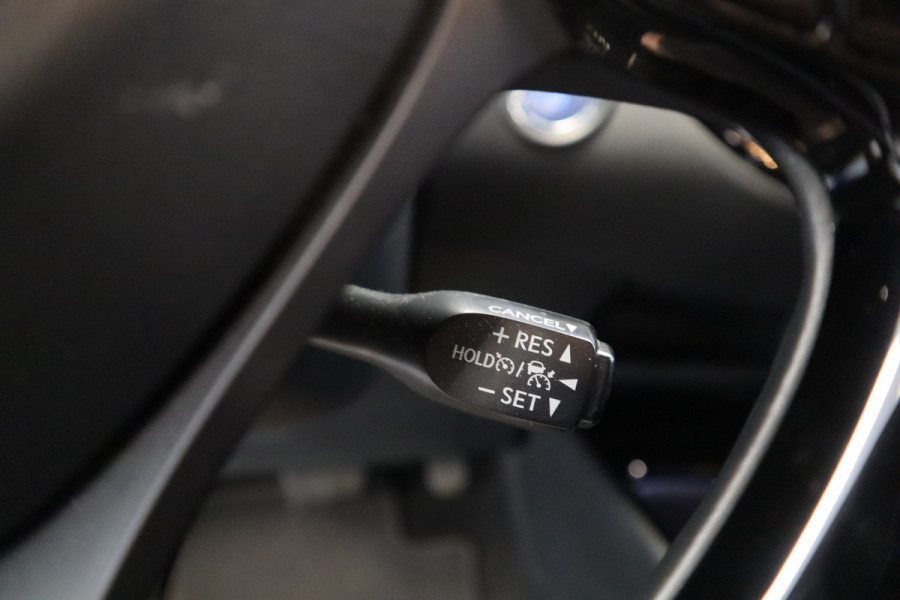 CANCEL▼
+ RES ▲
HOLD / ◀
− SET ▼